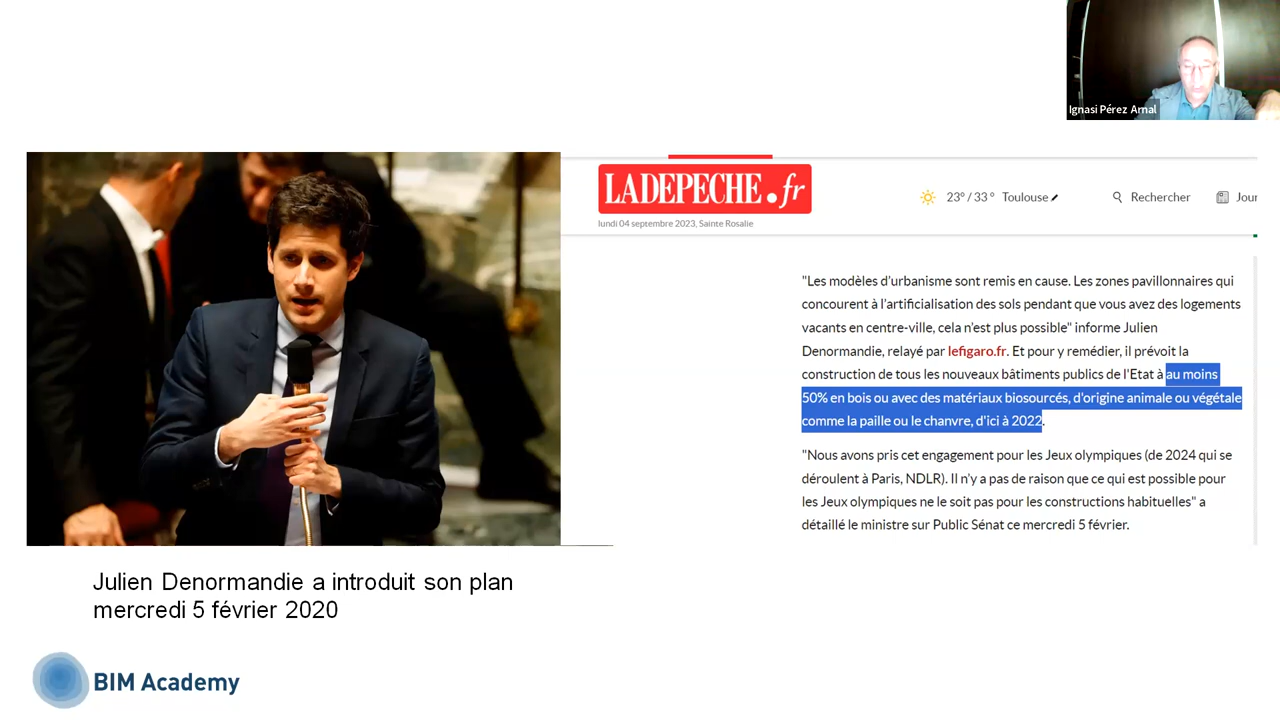 Ignasi Pérez Arnal
LADEPECHE.fr
lundi 04 septembre 2023, Sainte Rosalie
23° / 33 ° Toulouse
Rechercher
Jour
"Les modèles d'urbanisme sont remis en cause. Les zones pavillonnaires qui
concourent à l'artificialisation des sols pendant que vous avez des logements
vacants en centre-ville, cela n'est plus possible" informe Julien
Denormandie, relayé par lefigaro.fr. Et pour y remédier, il prévoit la
construction de tous les nouveaux bâtiments publics de l'Etat à au moins
50% en bois ou avec des matériaux biosourcés, d'origine animale ou végétale
comme la paille ou le chanvre, d'ici à 2022.
"Nous avons pris cet engagement pour les Jeux olympiques (de 2024 qui se
déroulent à Paris, NDLR). Il n'y a pas de raison que ce qui est possible pour
les Jeux olympiques ne le soit pas pour les constructions habituelles" a
détaillé le ministre sur Public Sénat ce mercredi 5 février.
Julien Denormandie a introduit son plan
mercredi 5 février 2020
BIM Academy